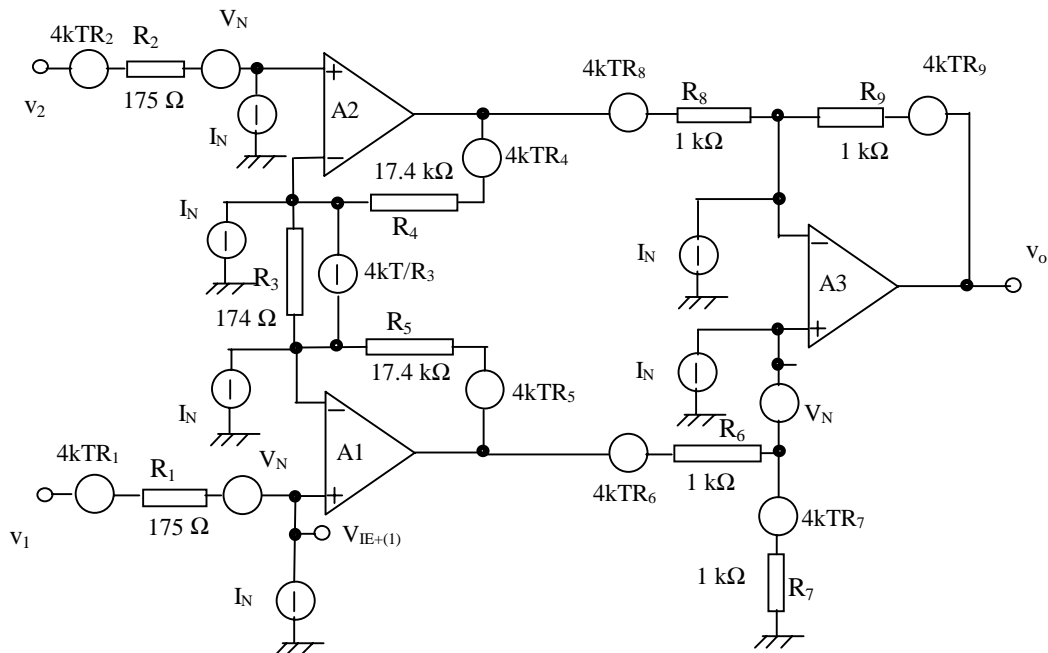 4kTR2
R2
VN
175 Ω
v2
IN
+
A2
−
4kTR8
R8
1 kΩ
R9
1 kΩ
4kTR9
17.4 kΩ
4kTR4
R4
IN
R3
174 Ω
4kT/R3
IN
−
A3
+
vo
R5
17.4 kΩ
IN
4kTR5
IN
VN
−
A1
+
4kTR1
R1
VN
175 Ω
v1
VIE+(1)
IN
R6
1 kΩ
4kTR6
4kTR7
1 kΩ
R7